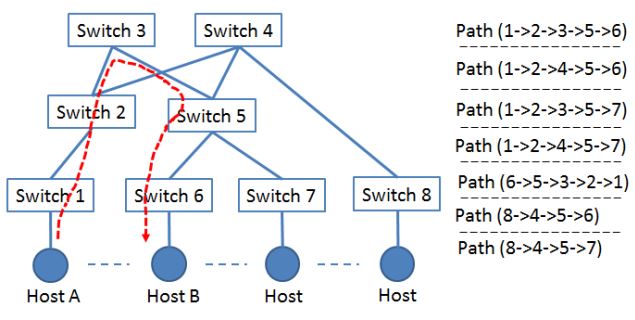 Switch 3 Switch 4
Switch 2 Switch 5
Switch 1 Switch 6 Switch 7 Switch 8
Host A Host B Host Host
Path (1->2->3->5->6)
Path (1->2->4->5->6)
Path (1->2->3->5->7)
Path (1->2->4->5->7)
Path (6->5->3->2->1)
Path (8->4->5->6)
Path (8->4->5->7)